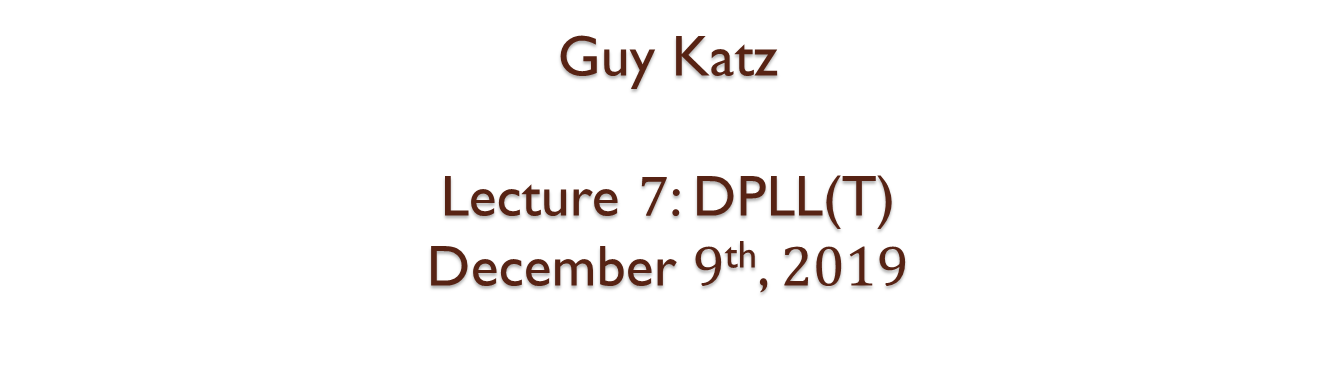 Guy Katz
Lecture 7: DPLL(T)
December 9th, 2019